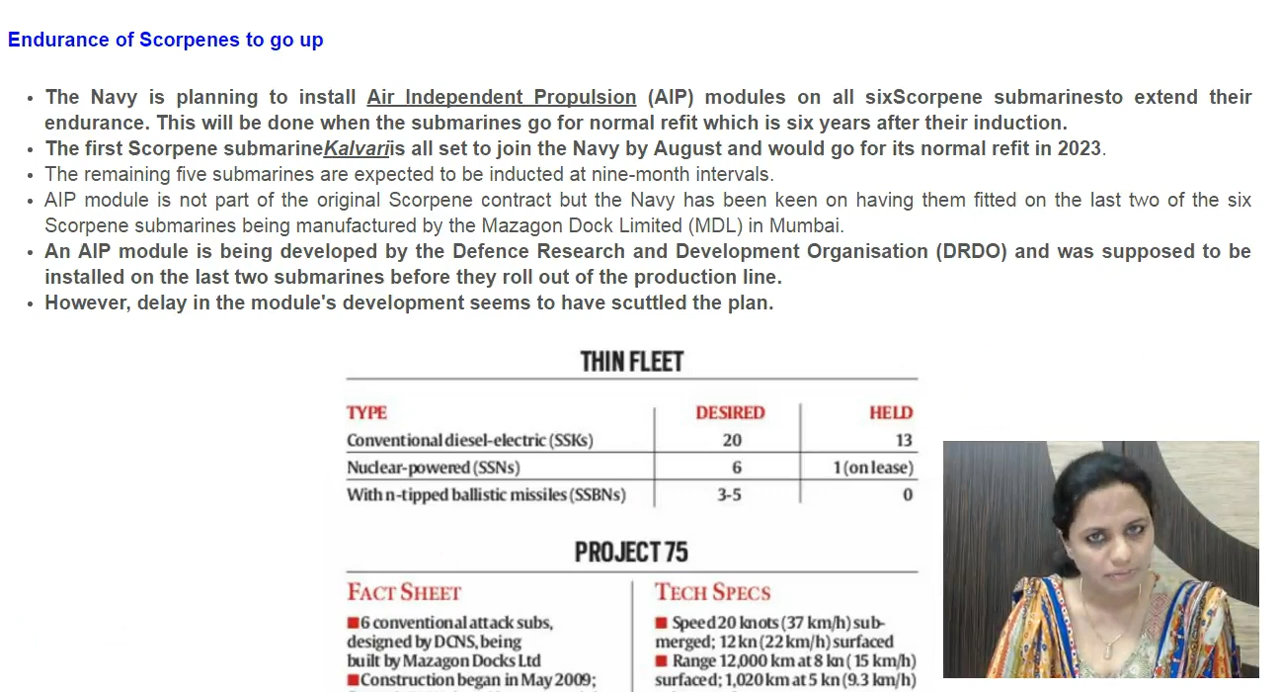 Endurance of Scorpenes to go up
• The Navy is planning to install Air Independent Propulsion (AIP) modules on all sixScorpene submarinesto extend their
endurance. This will be done when the submarines go for normal refit which is six years after their induction.
• The first Scorpene submarineKalvariis all set to join the Navy by August and would go for its normal refit in 2023.
• The remaining five submarines are expected to be inducted at nine-month intervals.
• AIP module is not part of the original Scorpene contract but the Navy has been keen on having them fitted on the last two of the six
Scorpene submarines being manufactured by the Mazagon Dock Limited (MDL) in Mumbai.
• An AIP module is being developed by the Defence Research and Development Organisation (DRDO) and was supposed to be
installed on the last two submarines before they roll out of the production line.
• However, delay in the module's development seems to have scuttled the plan.
THIN FLEET
TYPE DESIRED HELD
Conventional diesel-electric (SSKs) 20 13
Nuclear-powered (SSNs) 6 1 (on lease)
With n-tipped ballistic missiles (SSBNs) 3-5 0
PROJECT 75
FACT SHEET
■ 6 conventional attack subs,
designed by DCNS, being
built by Mazagon Docks Ltd
■ Construction began in May 2009;
TECH SPECS
■ Speed 20 knots (37 km/h) sub-
merged; 12 kn (22 km/h) surfaced
■ Range 12,000 km at 8 kn ( 15 km/h)
surfaced; 1,020 km at 5 kn (9.3 km/h)